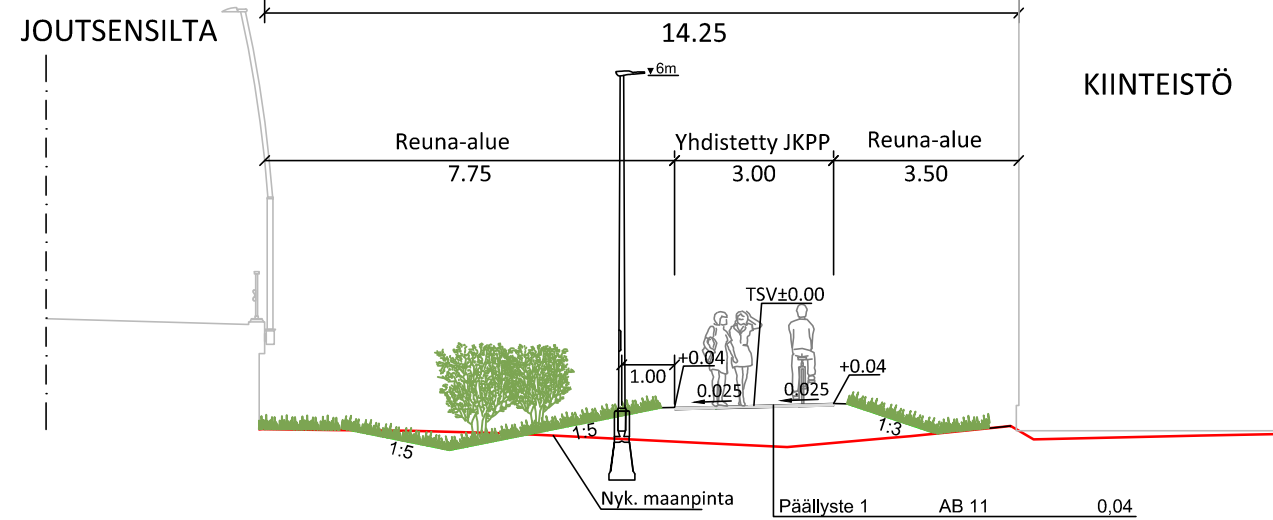 JOUTSENSILTA
14.25
6m
KIINTEISTÖ
Reuna-alue
Yhdistetty JKPP
Reuna-alue
7.75
3.00
3.50
TSV±0.00
+0.04
+0.04
1.00
0.025
0.025
1:5
1:5
1:3
Nyk. maanpinta
Päällyste 1 AB 11 0,04